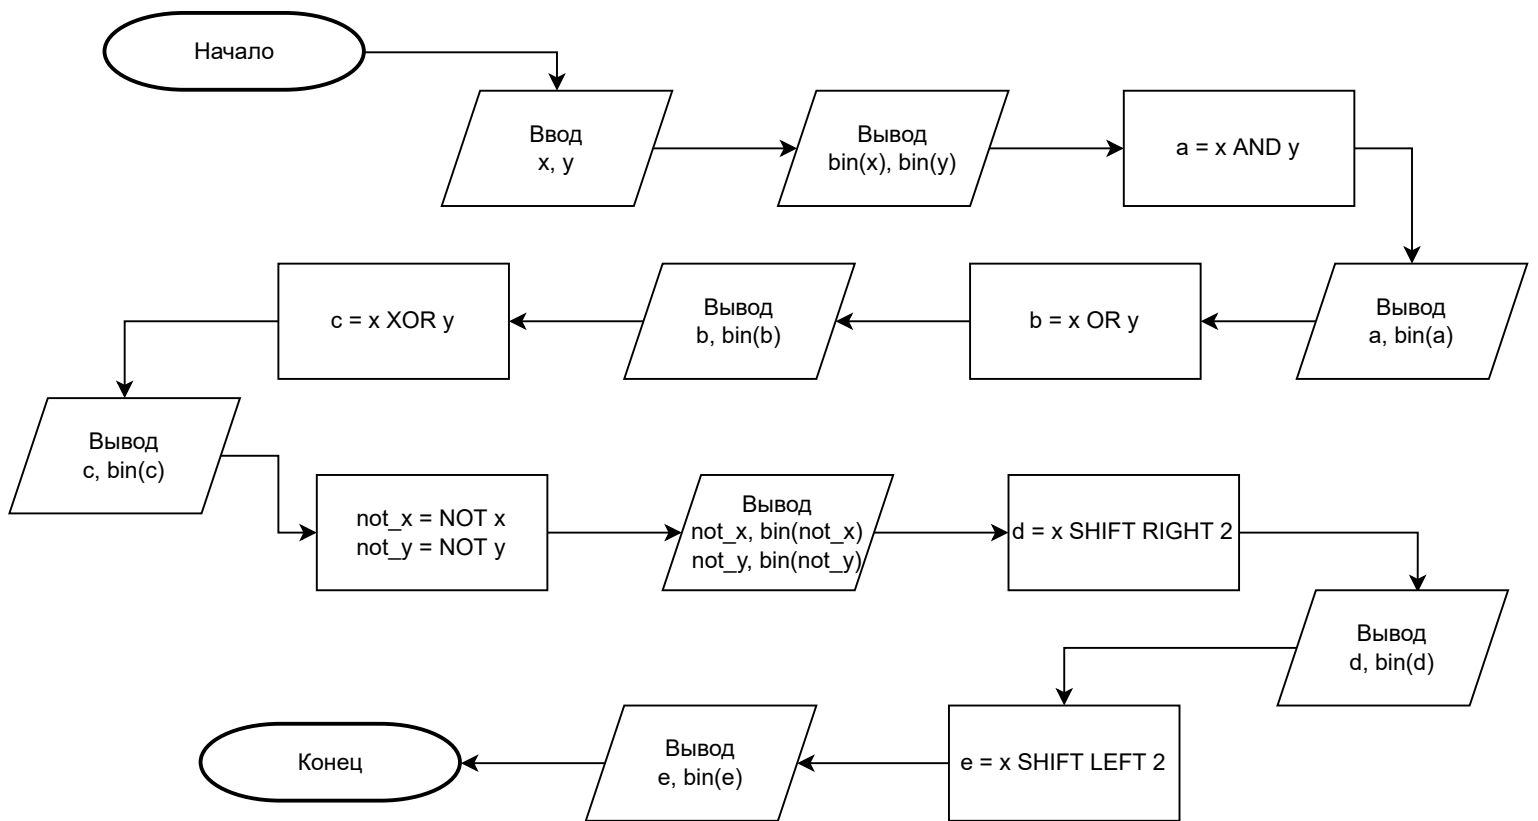 Начало
Ввод
x, y
Вывод
bin(x), bin(y)
a = x AND y
Вывод
a, bin(a)
b = x OR y
Вывод
b, bin(b)
c = x XOR y
Вывод
c, bin(c)
not_x = NOT x
not_y = NOT y
Вывод
not_x, bin(not_x)
not_y, bin(not_y)
d = x SHIFT RIGHT 2
Вывод
d, bin(d)
e = x SHIFT LEFT 2
Вывод
e, bin(e)
Конец